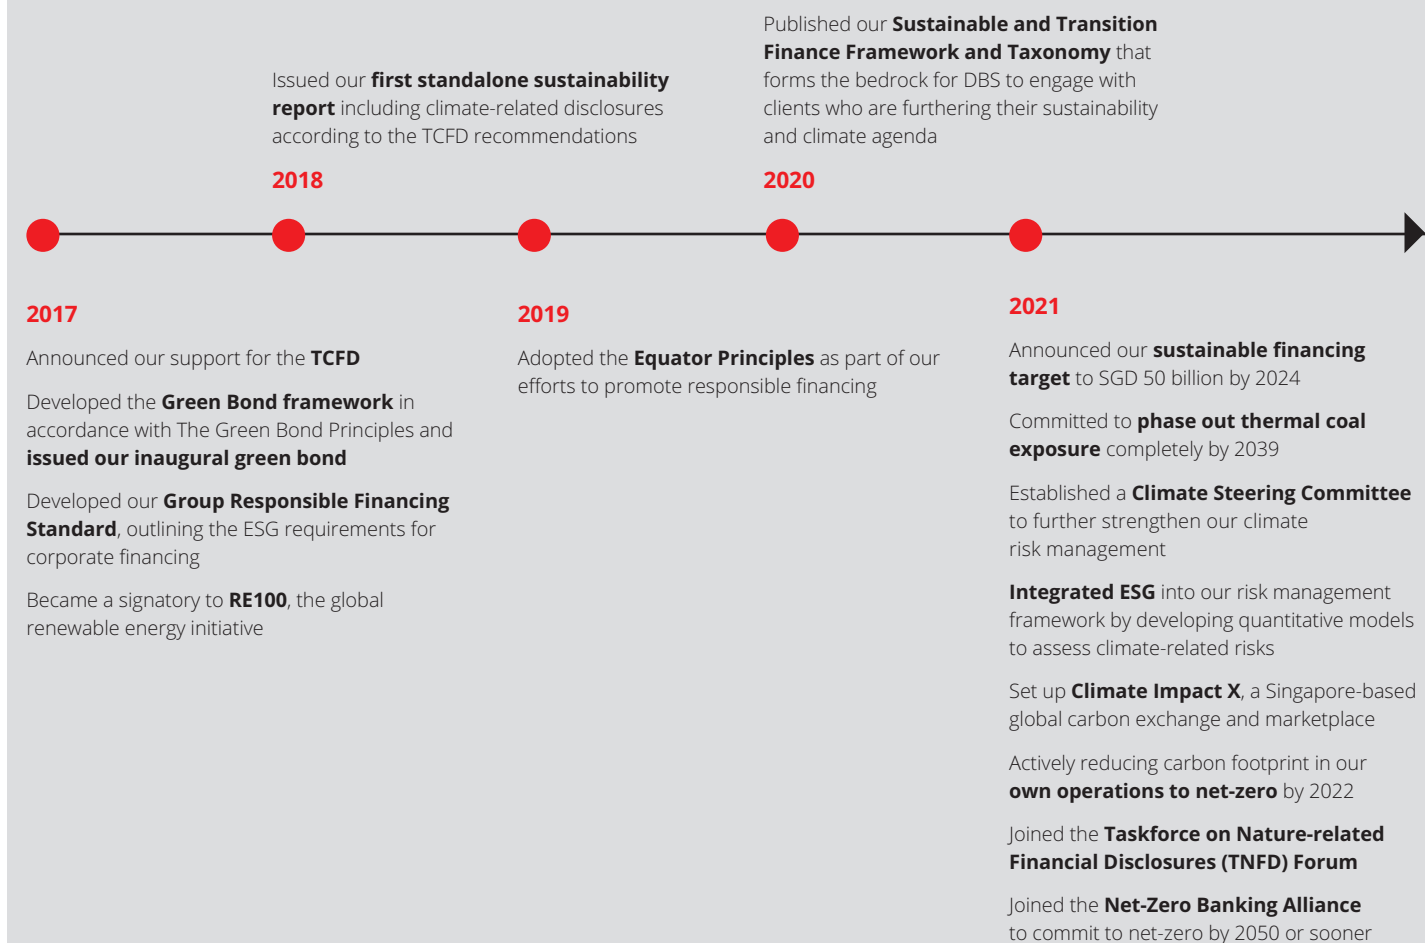 Issued our first standalone sustainability
report including climate-related disclosures
according to the TCFD recommendations
2018
Published our Sustainable and Transition
Finance Framework and Taxonomy that
forms the bedrock for DBS to engage with
clients who are furthering their sustainability
and climate agenda
2020
2017
Announced our support for the TCFD
Developed the Green Bond framework in
accordance with The Green Bond Principles and
issued our inaugural green bond
Developed our Group Responsible Financing
Standard, outlining the ESG requirements for
corporate financing
Became a signatory to RE100, the global
renewable energy initiative
2019
Adopted the Equator Principles as part of our
efforts to promote responsible financing
2021
Announced our sustainable financing
target to SGD 50 billion by 2024
Committed to phase out thermal coal
exposure completely by 2039
Established a Climate Steering Committee
to further strengthen our climate
risk management
Integrated ESG into our risk management
framework by developing quantitative models
to assess climate-related risks
Set up Climate Impact X, a Singapore-based
global carbon exchange and marketplace
Actively reducing carbon footprint in our
own operations to net-zero by 2022
Joined the Taskforce on Nature-related
Financial Disclosures (TNFD) Forum
Joined the Net-Zero Banking Alliance
to commit to net-zero by 2050 or sooner